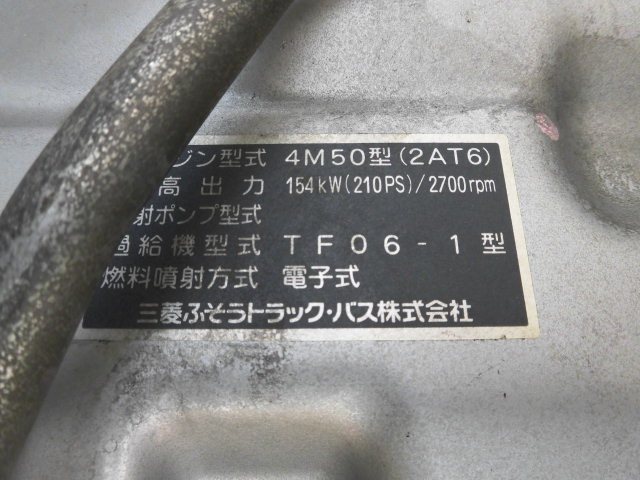 ジン型式 4M50型(2AT6)
高出力 154kW(210PS)/2700rpm
射ポンプ型式
過給機型式 TF06-1型
燃料噴射方式 電子式
三菱ふそうトラック・バス株式会社